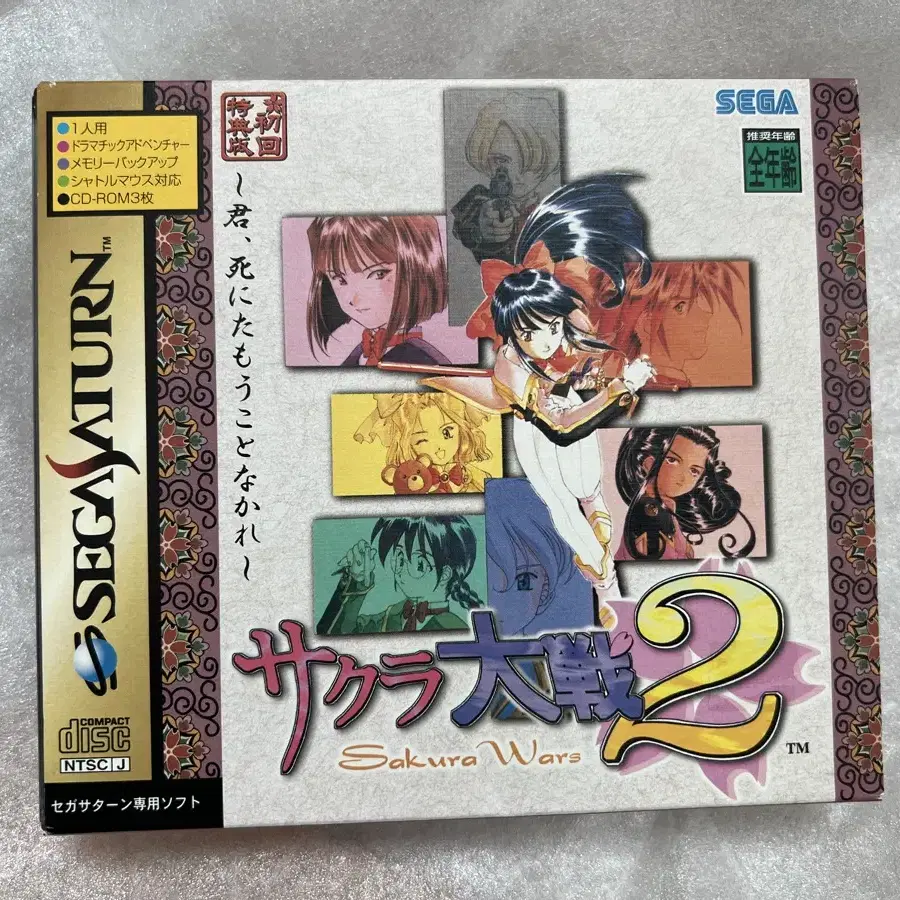 ●1人用
●ドラマチックアドベンチャー
●メモリーバックアップ
●シャトルマウス対応
●CD-ROM3枚
SEGA SATURN™
COMPACT
disc
NTSC J
セガサターン専用ソフト
初回
特典版
~君、死にたもうことなかれ~
SEGA
推奨年齢
全年齢
サクラ大戦2
Sakura Wars
TM